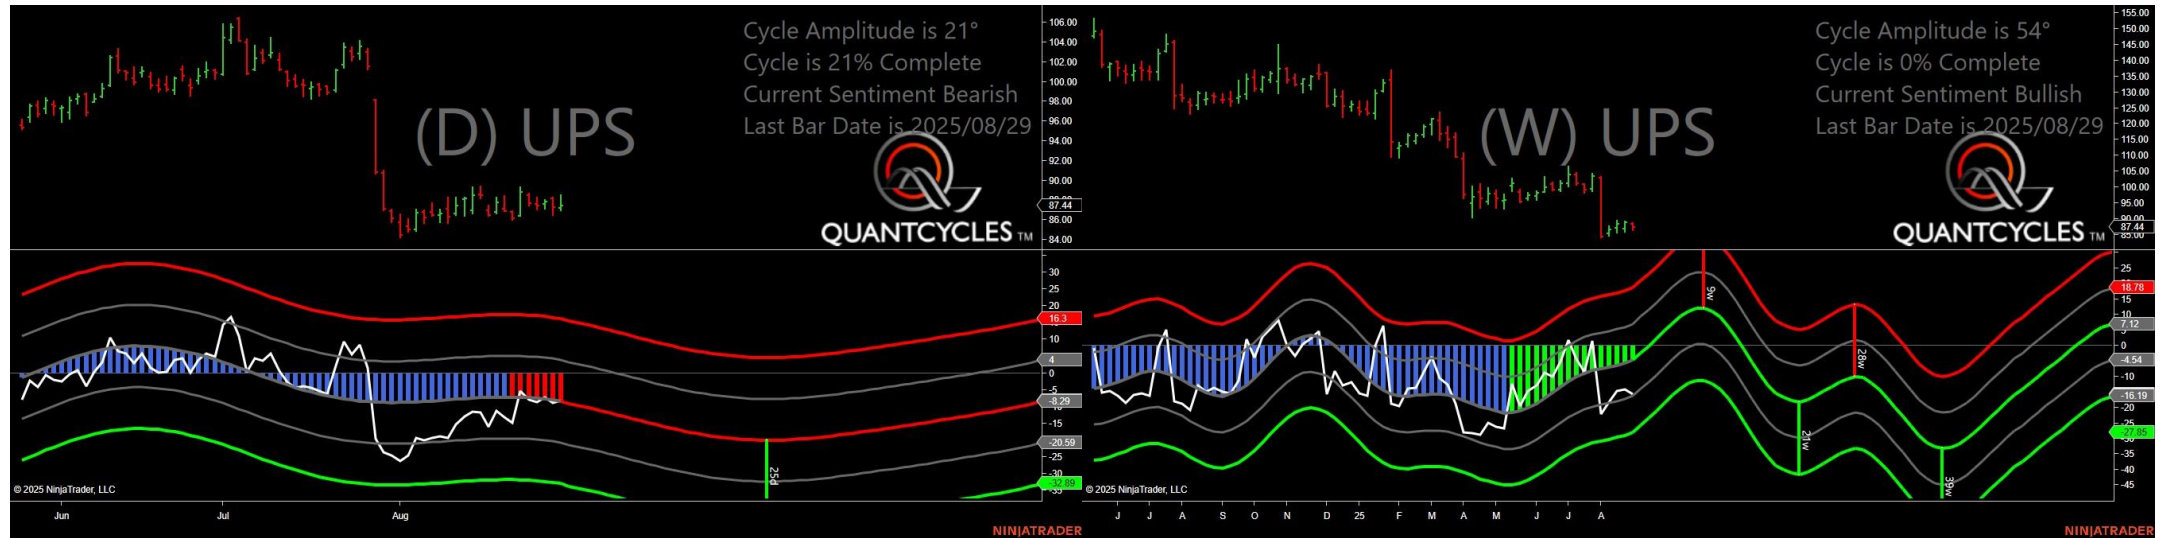 Cycle Amplitude is 21°
Cycle is 21% Complete
Current Sentiment Bearish
Last Bar Date is 2025/08/29
(D) UPS
QUANTCYCLES TM
106.00
104.00
102.00
100.00
98.00
96.00
94.00
92.00
90.00
87.44
86.00
84.00
30
25
20
16.3
10
4
0
-5
-8.29
-15
-20.59
-25
-30
-32.89
25d
© 2025 NinjaTrader, LLC
Jun Jul Aug
NINJATRADER
Cycle Amplitude is 54°
Cycle is 0% Complete
Current Sentiment Bullish
Last Bar Date is 2025/08/29
(W) UPS
QUANTCYCLES TM
155.00
150.00
145.00
140.00
135.00
130.00
125.00
120.00
115.00
110.00
105.00
100.00
95.00
90.00
87.44
85.00
25
18.78
15
10
7.12
0
-4.54
-10
-16.19
-20
-27.85
-35
-40
-45
9w
21w
28w
39w
© 2025 NinjaTrader, LLC
J J A S O N D 25 F M A M J J A
NINJATRADER